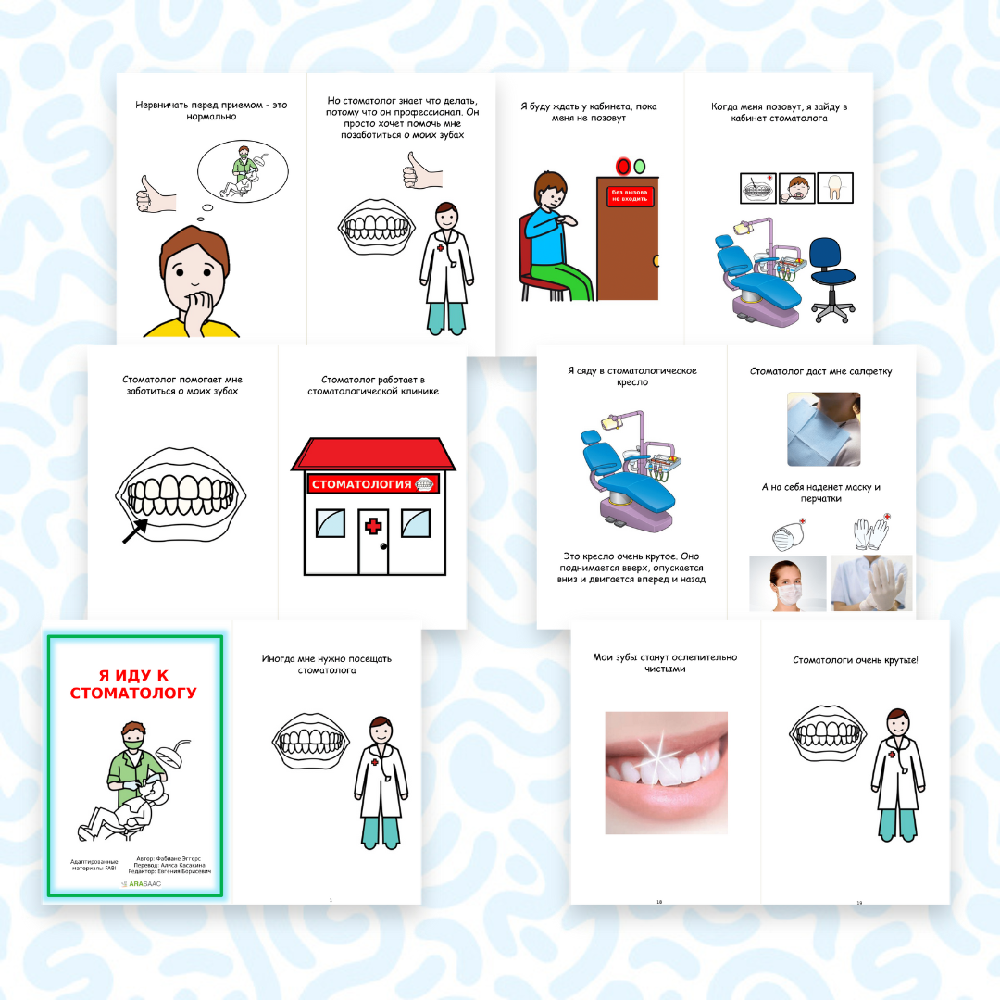 Нервничать перед приемом - это
нормально
Но стоматолог знает что делать,
потому что он профессионал. Он
просто хочет помочь мне
позаботиться о моих зубах
Я буду ждать у кабинета, пока
меня не позовут
без вызова
не входить
Когда меня позовут, я зайду в
кабинет стоматолога
Стоматолог помогает мне
заботиться о моих зубах
Стоматолог работает в
стоматологической клинике
СТОМАТОЛОГИЯ
Я сяду в стоматологическое
кресло
Это кресло очень крутое. Оно
поднимается вверх, опускается
вниз и двигается вперед и назад
Стоматолог даст мне салфетку
А на себя наденет маску и
перчатки
Я ИДУ К
СТОМАТОЛОГУ
Адаптированные
материалы FABI
Автор: Фабиане Эггерс
Перевод: Алиса Касакина
Редактор: Евгения Борисевич
ARASAAC
Иногда мне нужно посещать
стоматолога
1
Мои зубы станут ослепительно
чистыми
18
Стоматологи очень крутые!
19